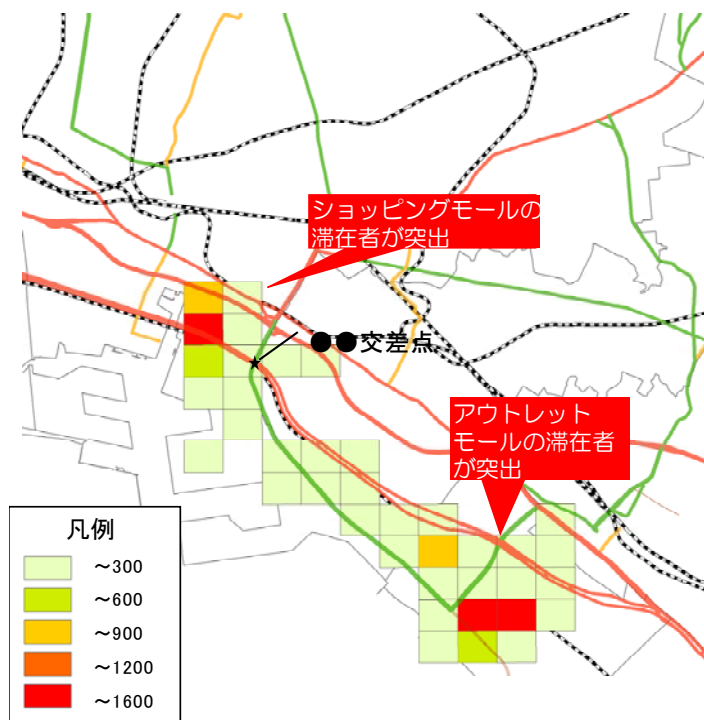 ショッピングモールの
滞在者が突出
●●交差点
アウトレット
モールの滞在者
が突出
凡例
～300
～600
～900
～1200
～1600